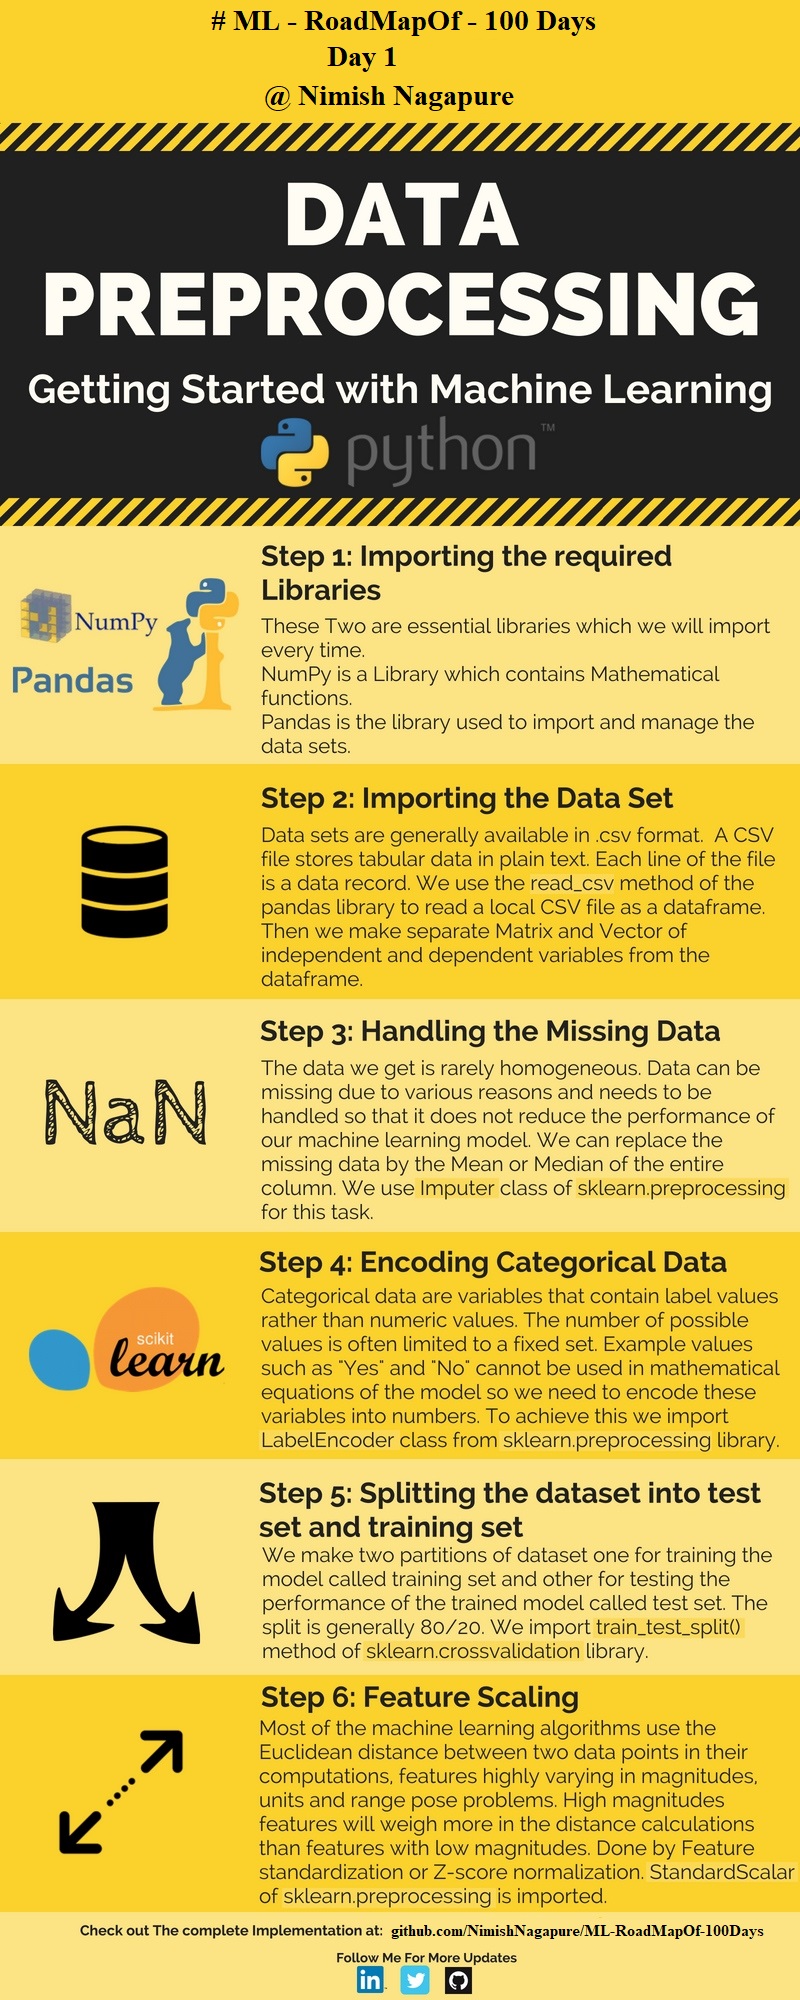 # ML - RoadMapOf - 100 Days
Day 1
@ Nimish Nagapure
DATA
PREPROCESSING
Getting Started with Machine Learning
python™
Step 1: Importing the required
Libraries
NumPy
Pandas
These Two are essential libraries which we will import
every time.
NumPy is a Library which contains Mathematical
functions.
Pandas is the library used to import and manage the
data sets.
Step 2: Importing the Data Set
Data sets are generally available in .csv format. A CSV
file stores tabular data in plain text. Each line of the file
is a data record. We use the read_csv method of the
pandas library to read a local CSV file as a dataframe.
Then we make separate Matrix and Vector of
independent and dependent variables from the
dataframe.
Step 3: Handling the Missing Data
NaN
The data we get is rarely homogeneous. Data can be
missing due to various reasons and needs to be
handled so that it does not reduce the performance of
our machine learning model. We can replace the
missing data by the Mean or Median of the entire
column. We use Imputer class of sklearn.preprocessing
for this task.
Step 4: Encoding Categorical Data
scikit
learn
Categorical data are variables that contain label values
rather than numeric values. The number of possible
values is often limited to a fixed set. Example values
such as "Yes" and "No" cannot be used in mathematical
equations of the model so we need to encode these
variables into numbers. To achieve this we import
LabelEncoder class from sklearn.preprocessing library.
Step 5: Splitting the dataset into test
set and training set
We make two partitions of dataset one for training the
model called training set and other for testing the
performance of the trained model called test set. The
split is generally 80/20. We import train_test_split()
method of sklearn.crossvalidation library.
Step 6: Feature Scaling
Most of the machine learning algorithms use the
Euclidean distance between two data points in their
computations, features highly varying in magnitudes,
units and range pose problems. High magnitudes
features will weigh more in the distance calculations
than features with low magnitudes. Done by Feature
standardization or Z-score normalization. StandardScalar
of sklearn.preprocessing is imported.
Check out The complete Implementation at: github.com/NimishNagapure/ML-RoadMapOf-100Days
Follow Me For More Updates
in